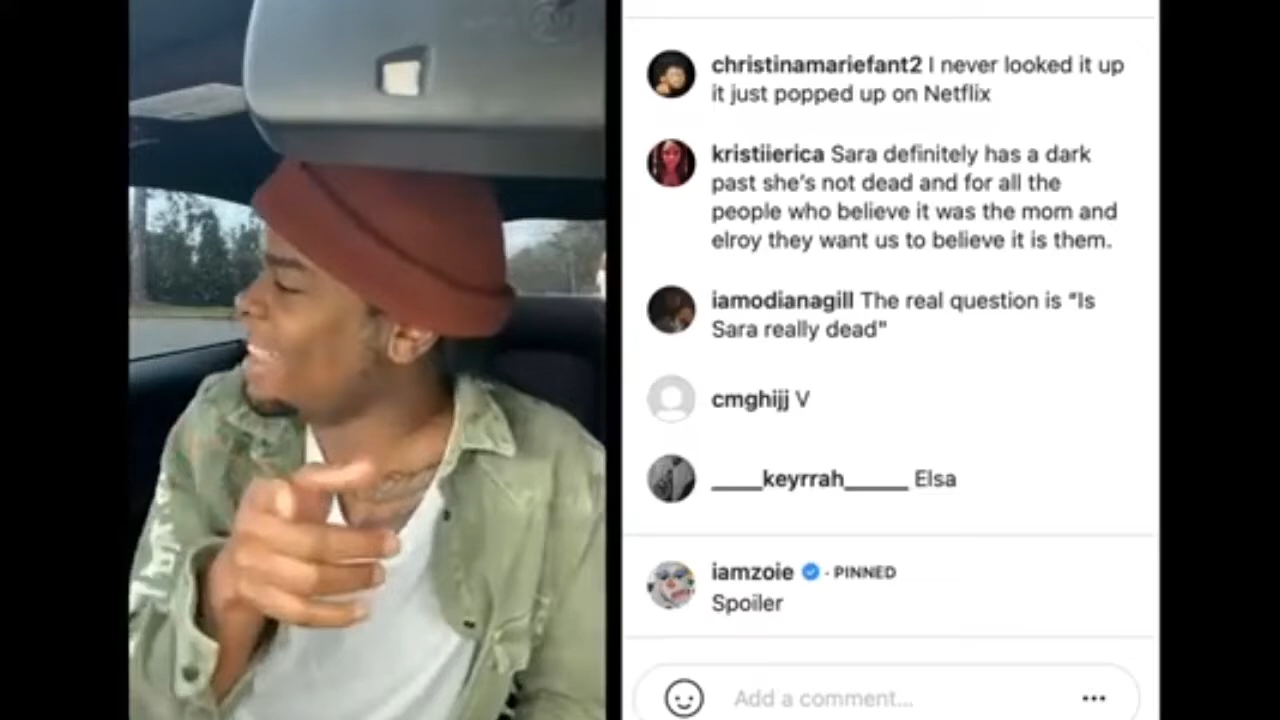 christinamariefant2 I never looked it up
it just popped up on Netflix
kristiierica Sara definitely has a dark
past she's not dead and for all the
people who believe it was the mom and
elroy they want us to believe it is them.
iamodianagill The real question is “Is
Sara really dead"
cmghijj V
____keyrrah_____ Elsa
iamzoie · PINNED
Spoiler
Add a comment...